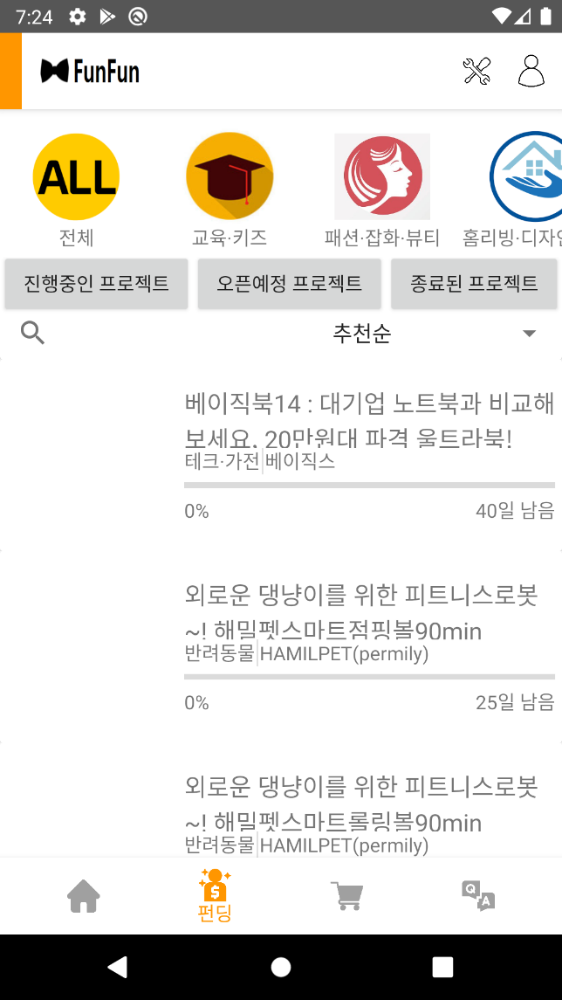 7:24
FunFun
ALL
전체
교육·키즈
패션·잡화·뷰티
홈리빙·디자인
진행중인 프로젝트
오픈예정 프로젝트
종료된 프로젝트
추천순
베이직북14 : 대기업 노트북과 비교해
보세요, 20만원대 파격 울트라북!
테크·가전 베이직스
0%
40일 남음
외로운 댕냥이를 위한 피트니스로봇
~! 해밀펫스마트점핑볼90min
반려동물 HAMILPET(permily)
0%
25일 남음
외로운 댕냥이를 위한 피트니스로봇
~! 해밀펫스마트롤링볼90min
반려동물 HAMILPET(permily)
$
펀딩
Q
A